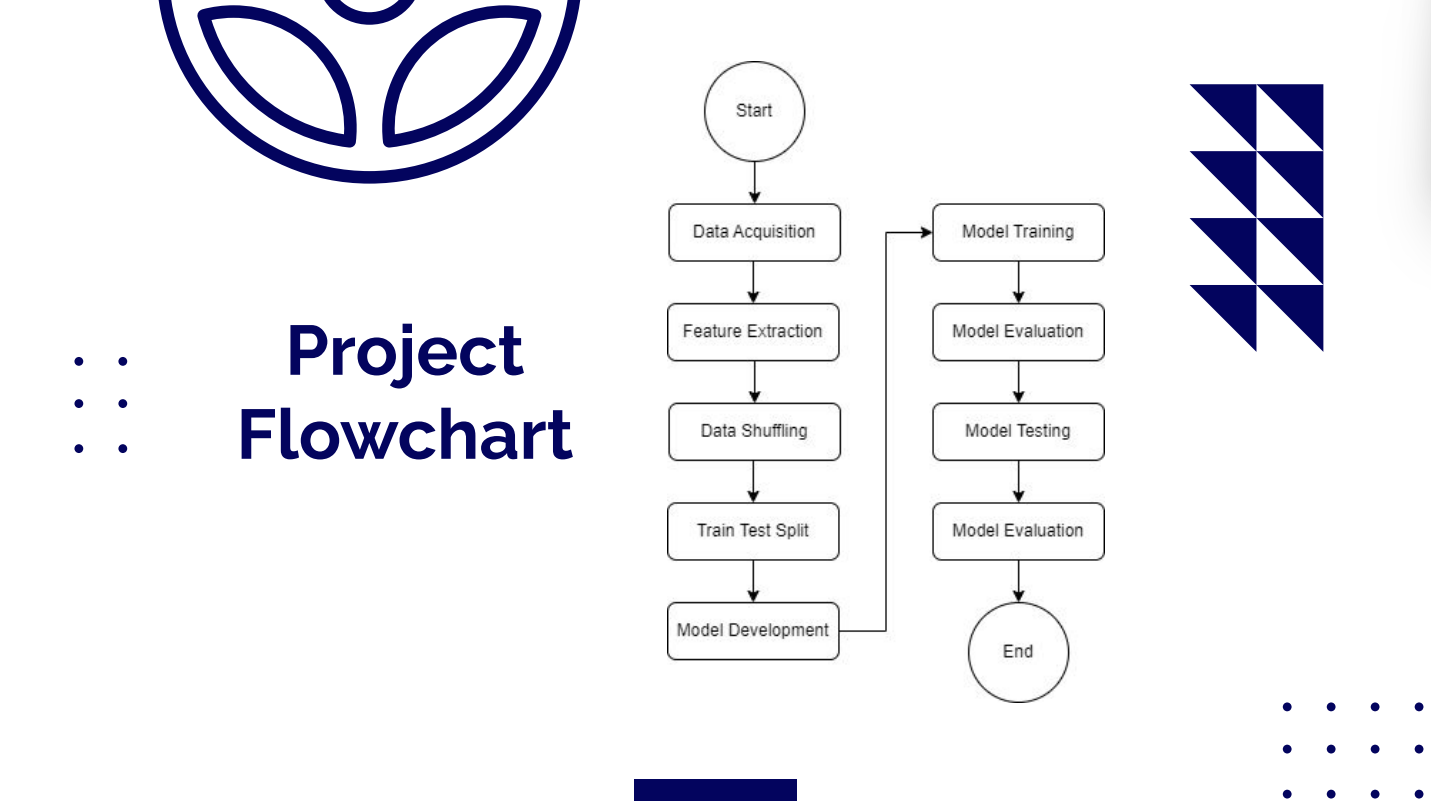 Project
Flowchart
Start
Data Acquisition
Feature Extraction
Data Shuffling
Train Test Split
Model Development
Model Training
Model Evaluation
Model Testing
Model Evaluation
End